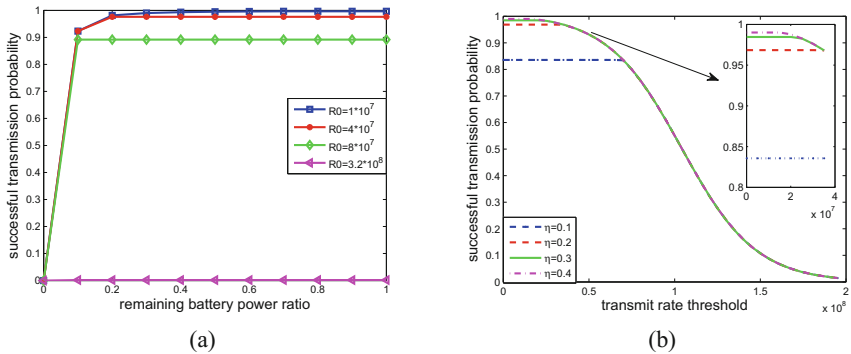 1
0.9
0.8
0.7
0.6
0.5
0.4
0.3
0.2
0.1
0
successful transmission probability
R0=1*10^7
R0=4*10^7
R0=8*10^7
R0=3.2*10^8
0 0.2 0.4 0.6 0.8 1
remaining battery power ratio
(a)
1
0.9
0.8
0.7
0.6
0.5
0.4
0.3
0.2
0.1
0
successful transmission probability
1
0.95
0.9
0.85
0.8
0 2 4
x 10^7
η=0.1
η=0.2
η=0.3
η=0.4
0 0.5 1 1.5 2
x 10^8
transmit rate threshold
(b)